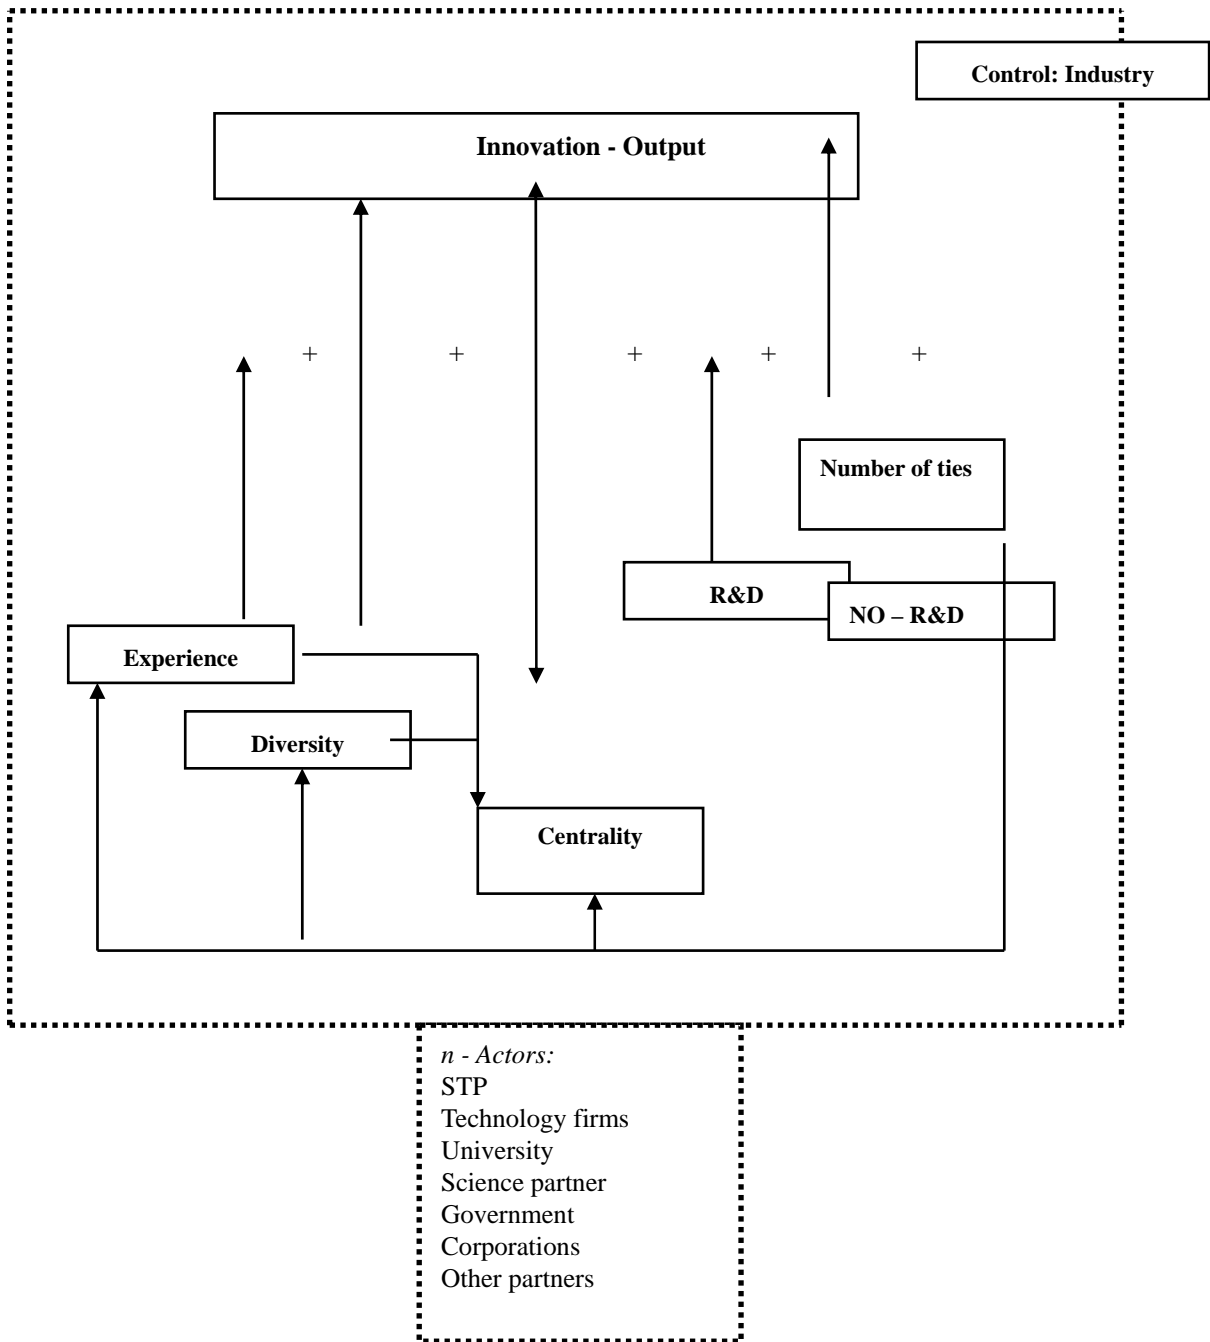 Control: Industry
Innovation - Output
+ + + + +
Number of ties
R&D
NO – R&D
Experience
Diversity
Centrality
n - Actors:
STP
Technology firms
University
Science partner
Government
Corporations
Other partners